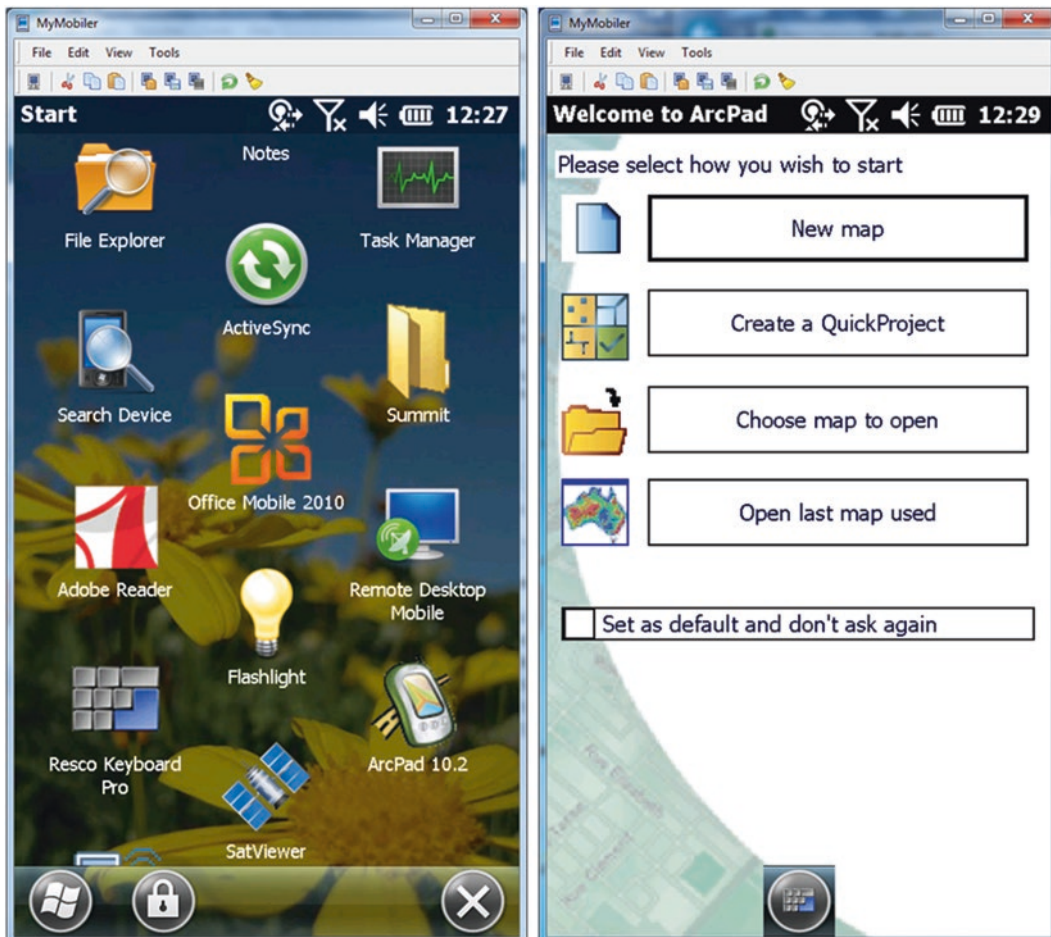 MyMobiler
File Edit View Tools
Start 12:27
Notes
File Explorer
Task Manager
ActiveSync
Search Device
Summit
Office Mobile 2010
Adobe Reader
Remote Desktop
Mobile
Flashlight
Resco Keyboard
Pro
ArcPad 10.2
SatViewer
MyMobiler
File Edit View Tools
Welcome to ArcPad 12:29
Please select how you wish to start
New map
Create a QuickProject
Choose map to open
Open last map used
Set as default and don't ask again